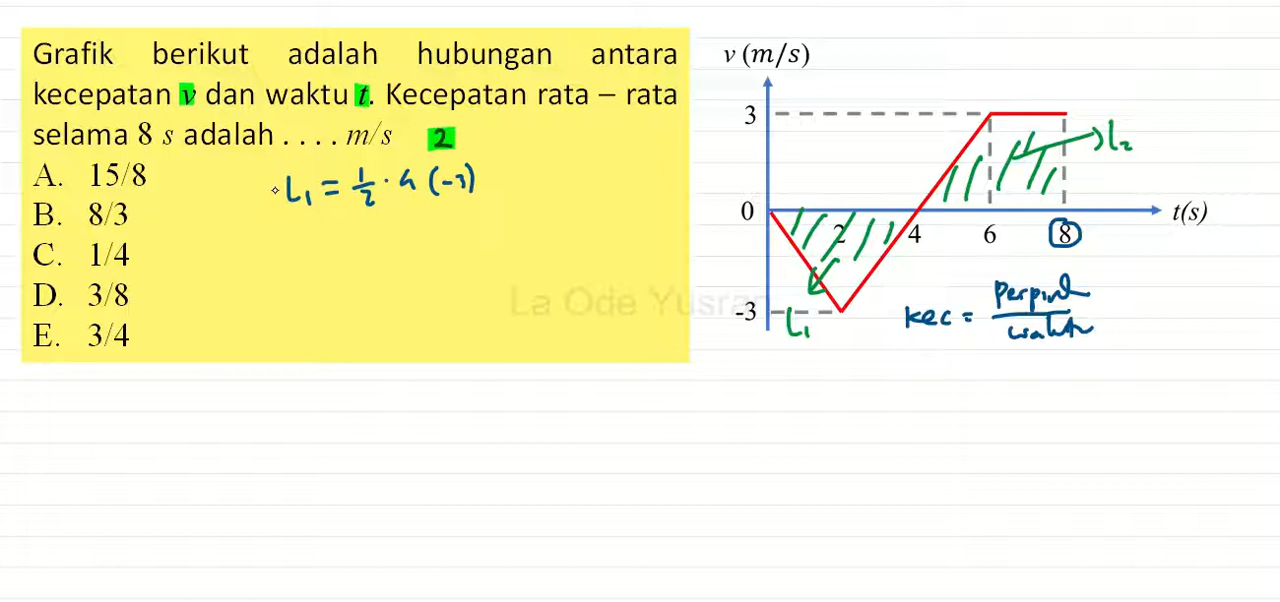 Grafik berikut adalah hubungan antara
kecepatan v dan waktu t. Kecepatan rata – rata
selama 8 s adalah . . . . m/s 2
A. 15/8
B. 8/3
C. 1/4
D. 3/8
E. 3/4
L₁ = 1/2 · 4 (-3)
v (m/s)
3
0
-3
2 4 6 8 t(s)
L₂
L₁
kec =
La Ode Yusran